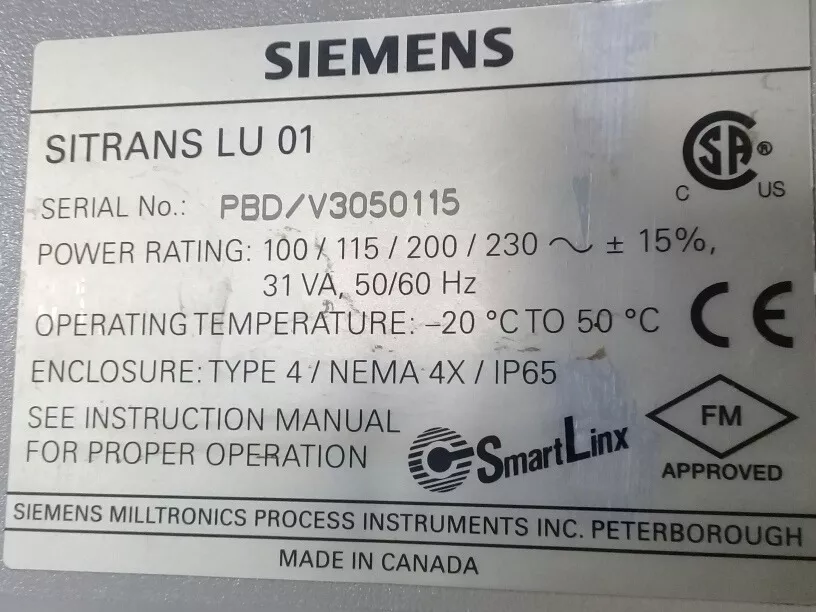 SIEMENS
SITRANS LU 01
SERIAL No.: PBD/V3050115
POWER RATING: 100 / 115 / 200 / 230 ～ ± 15%,
31 VA, 50/60 Hz
OPERATING TEMPERATURE: –20 °C TO 50 °C
ENCLOSURE: TYPE 4 / NEMA 4X / IP65
SEE INSTRUCTION MANUAL
FOR PROPER OPERATION
SmartLinx
SA ®
C US
CE
FM
APPROVED
SIEMENS MILLTRONICS PROCESS INSTRUMENTS INC. PETERBOROUGH
MADE IN CANADA